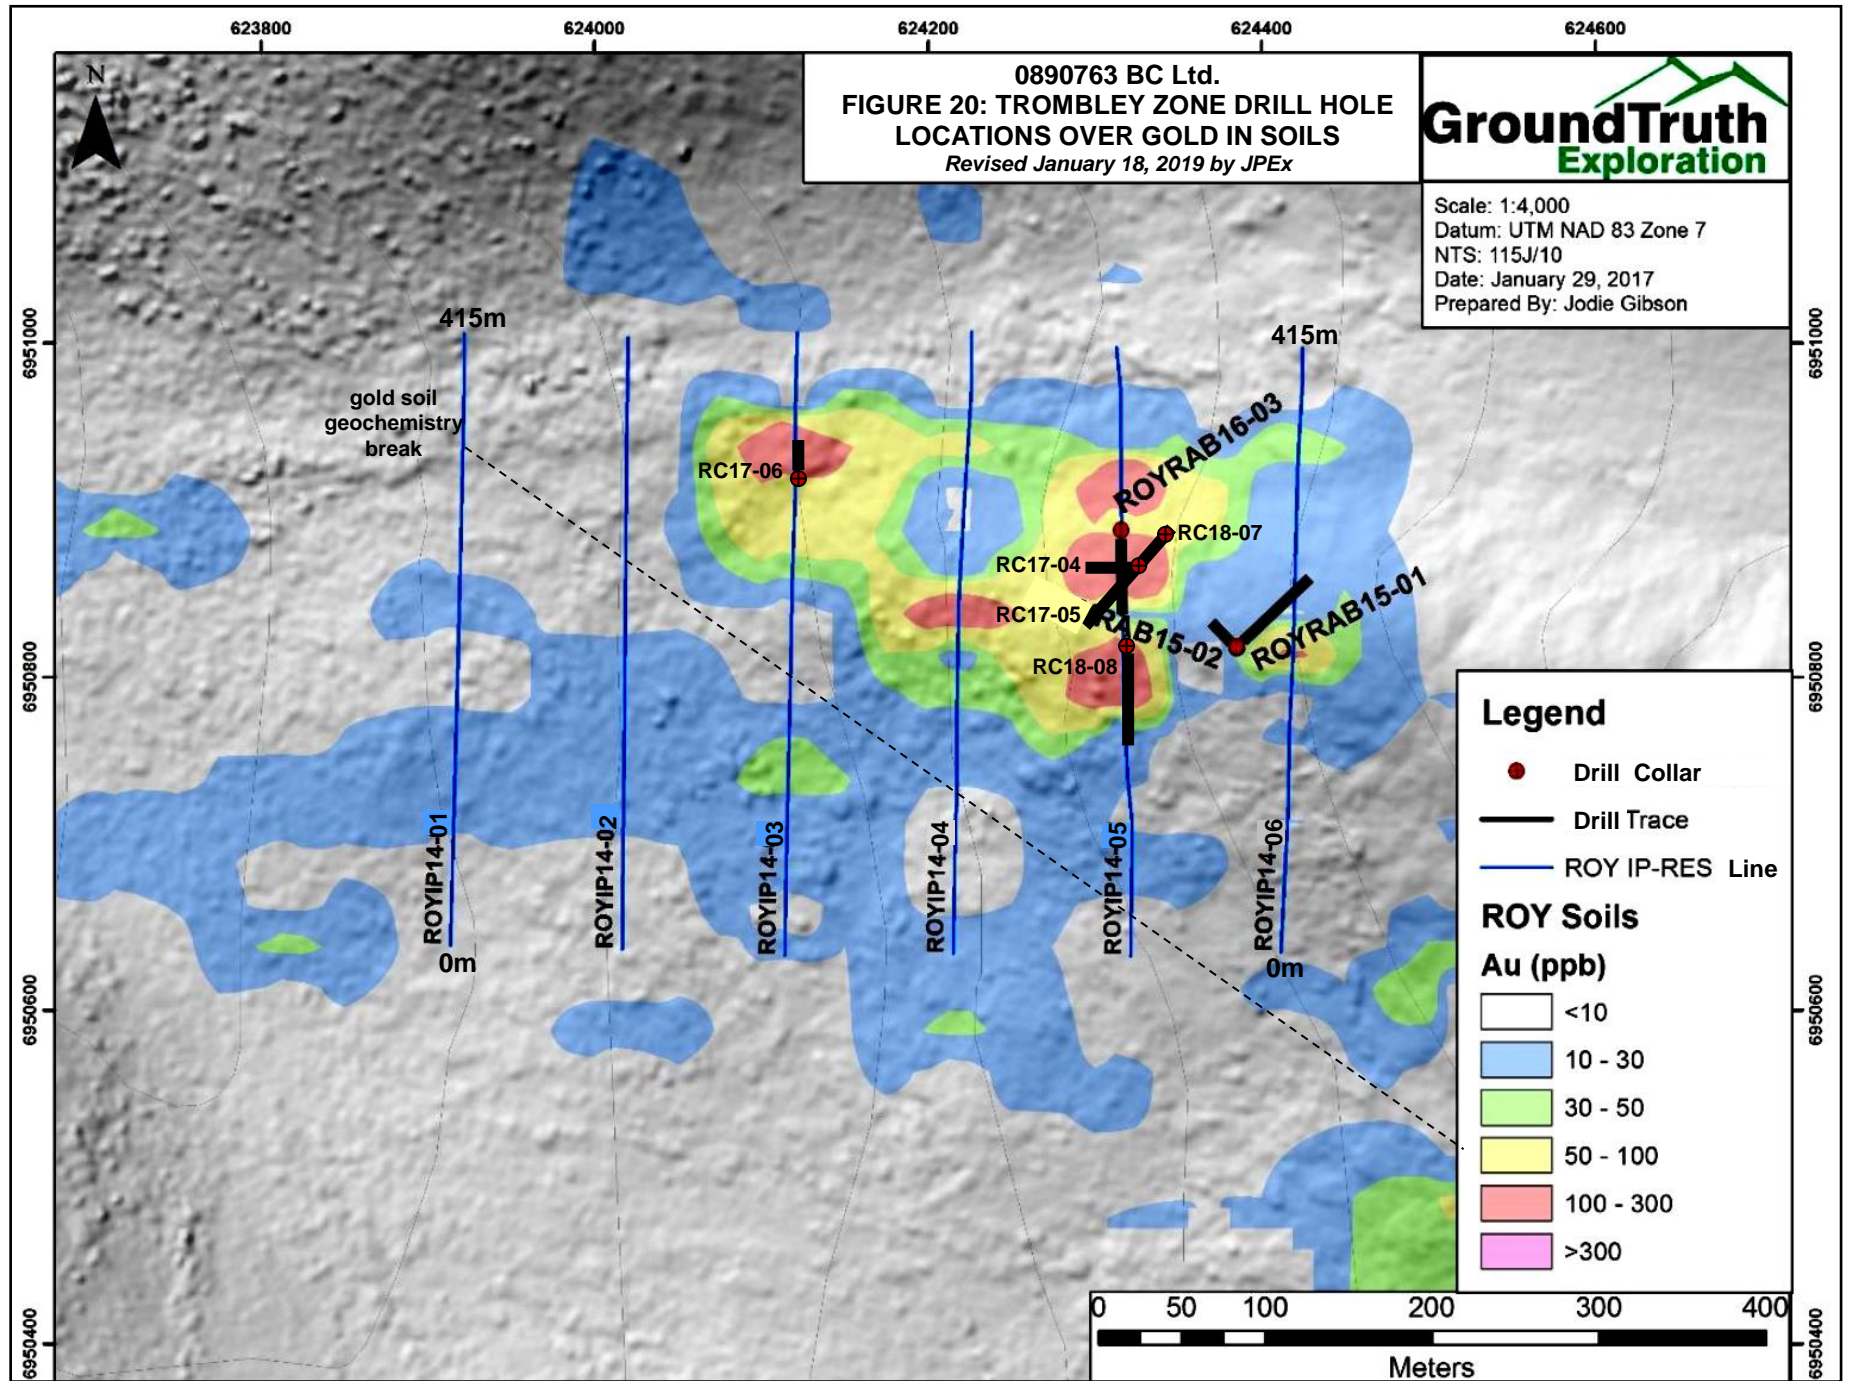 623800
624000
624200
624400
624600
N
0890763 BC Ltd.
FIGURE 20: TROMBLEY ZONE DRILL HOLE
LOCATIONS OVER GOLD IN SOILS
Revised January 18, 2019 by JPEx
GroundTruth
Exploration
Scale: 1:4,000
Datum: UTM NAD 83 Zone 7
NTS: 115J/10
Date: January 29, 2017
Prepared By: Jodie Gibson
6951000
6951000
415m
415m
gold soil
geochemistry
break
ROYRAB16-03
RC17-06
RC18-07
RC17-04
RC17-05
RAB15-02
ROYRAB15-01
RC18-08
6950800
6950800
ROYIP14-01
ROYIP14-02
ROYIP14-03
ROYIP14-04
ROYIP14-05
ROYIP14-06
0m
0m
6950600
6950600
Legend
Drill Collar
Drill Trace
ROY IP-RES Line
ROY Soils
Au (ppb)
<10
10 - 30
30 - 50
50 - 100
100 - 300
>300
0 50 100 200 300 400
Meters
6950400
6950400